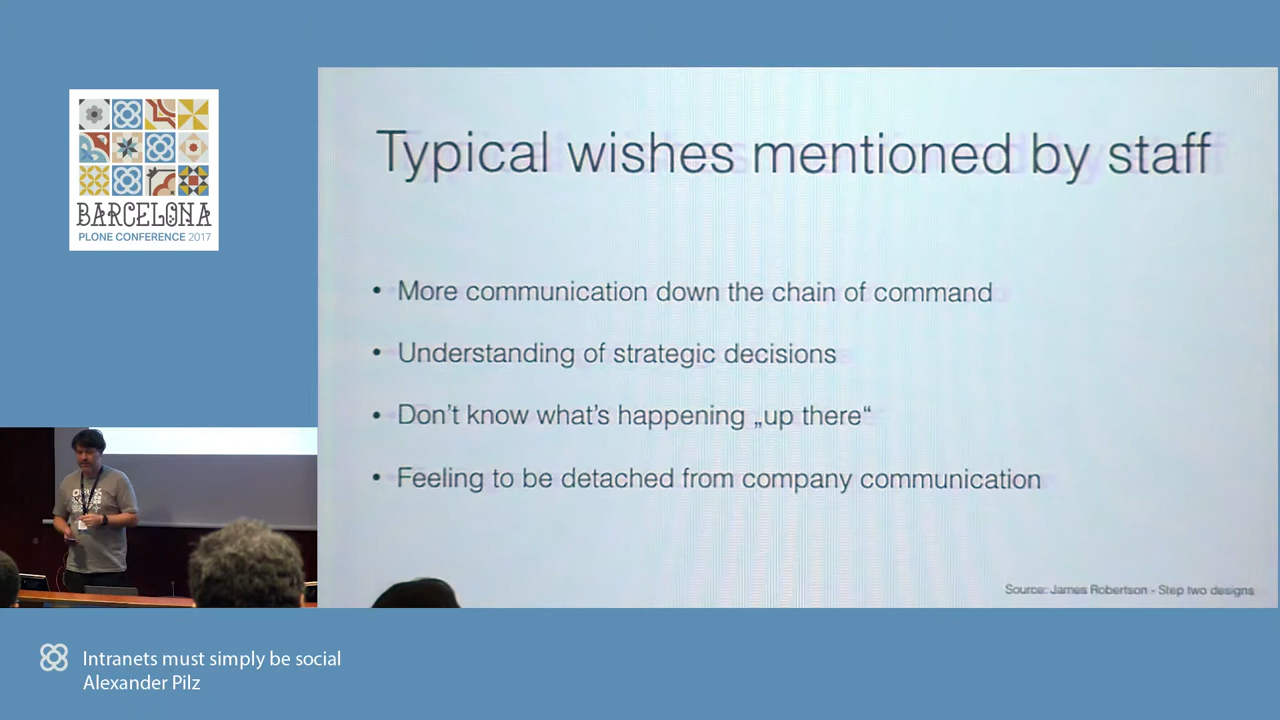 BARCELONA
PLONE CONFERENCE 2017
Typical wishes mentioned by staff
• More communication down the chain of command
• Understanding of strategic decisions
• Don't know what's happening „up there“
• Feeling to be detached from company communication
Source: James Robertson - Step two designs
Intranets must simply be social
Alexander Pilz